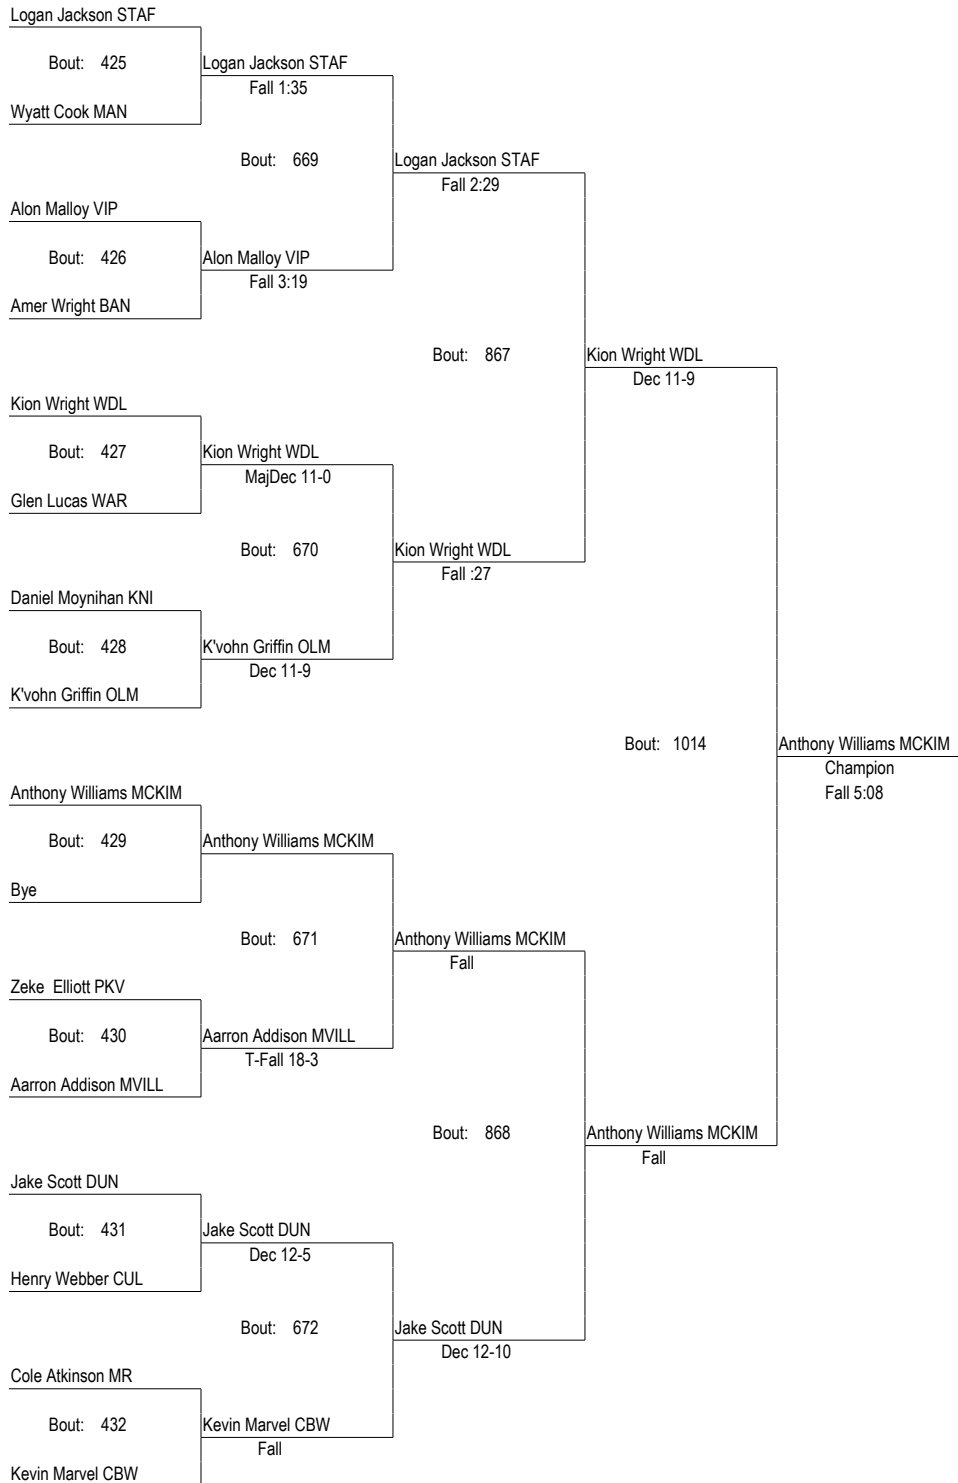 Logan Jackson STAF
Bout: 425
Logan Jackson STAF
Fall 1:35
Wyatt Cook MAN
Bout: 669
Logan Jackson STAF
Fall 2:29
Alon Malloy VIP
Bout: 426
Alon Malloy VIP
Fall 3:19
Amer Wright BAN
Bout: 867
Kion Wright WDL
Dec 11-9
Kion Wright WDL
Bout: 427
Kion Wright WDL
MajDec 11-0
Glen Lucas WAR
Bout: 670
Kion Wright WDL
Fall :27
Daniel Moynihan KNI
Bout: 428
K'vohn Griffin OLM
Dec 11-9
K'vohn Griffin OLM
Bout: 1014
Anthony Williams MCKIM
Champion
Fall 5:08
Anthony Williams MCKIM
Bout: 429
Anthony Williams MCKIM
Bye
Bout: 671
Anthony Williams MCKIM
Fall
Zeke  Elliott PKV
Bout: 430
Aarron Addison MVILL
T-Fall 18-3
Aarron Addison MVILL
Bout: 868
Anthony Williams MCKIM
Fall
Jake Scott DUN
Bout: 431
Jake Scott DUN
Dec 12-5
Henry Webber CUL
Bout: 672
Jake Scott DUN
Dec 12-10
Cole Atkinson MR
Bout: 432
Kevin Marvel CBW
Fall
Kevin Marvel CBW